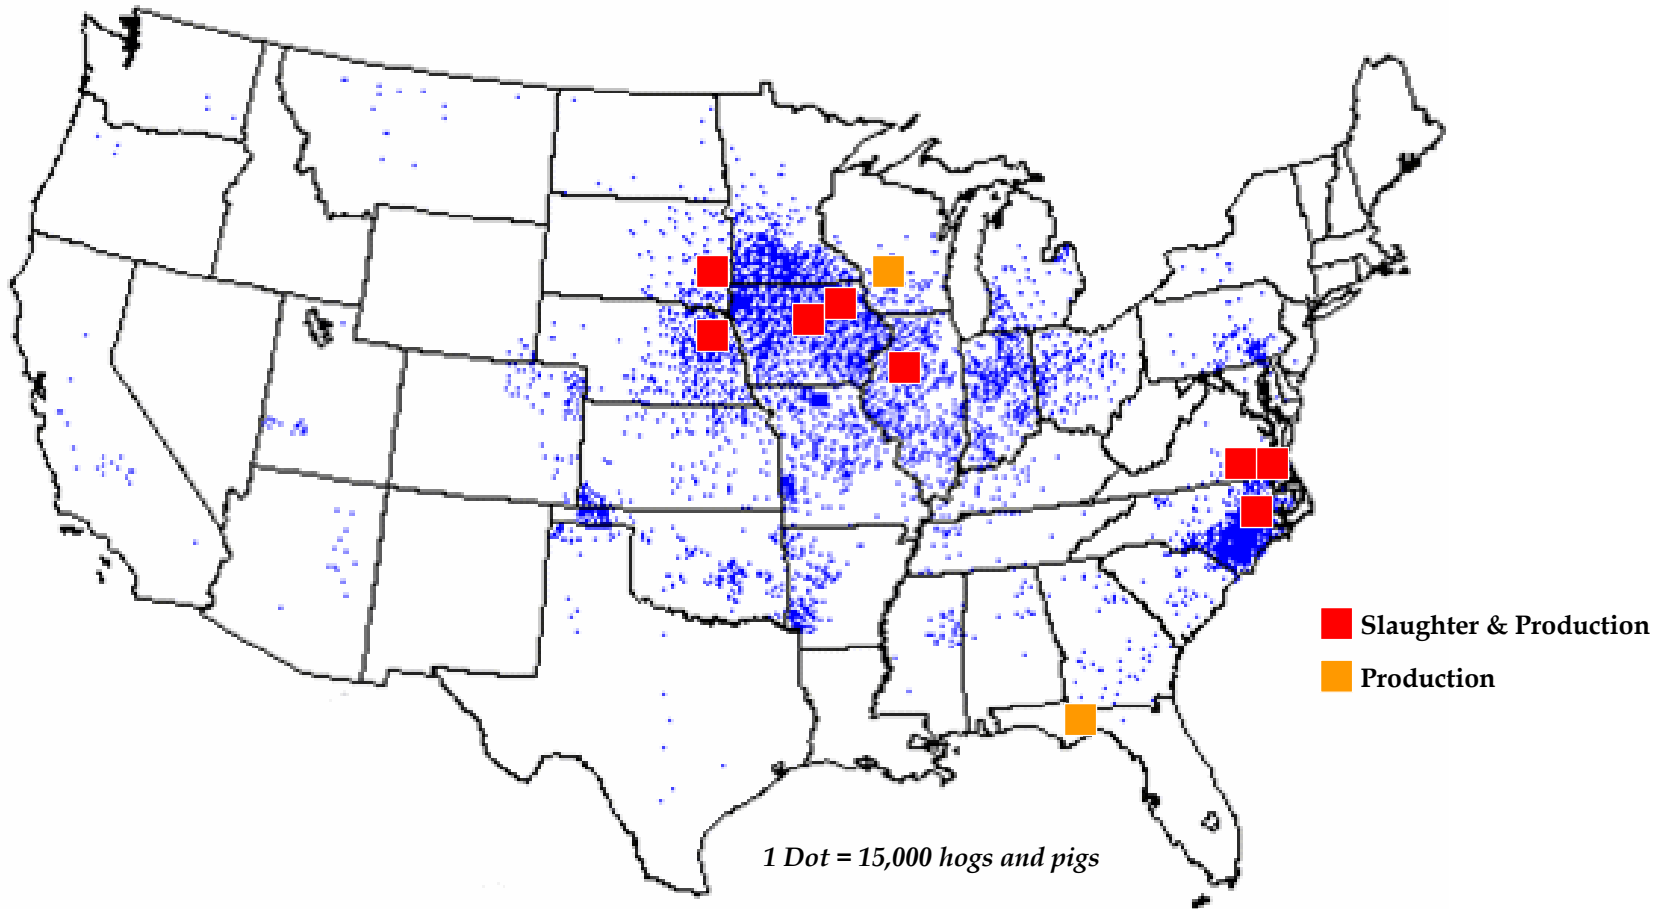 Slaughter & Production
Production
1 Dot = 15,000 hogs and pigs